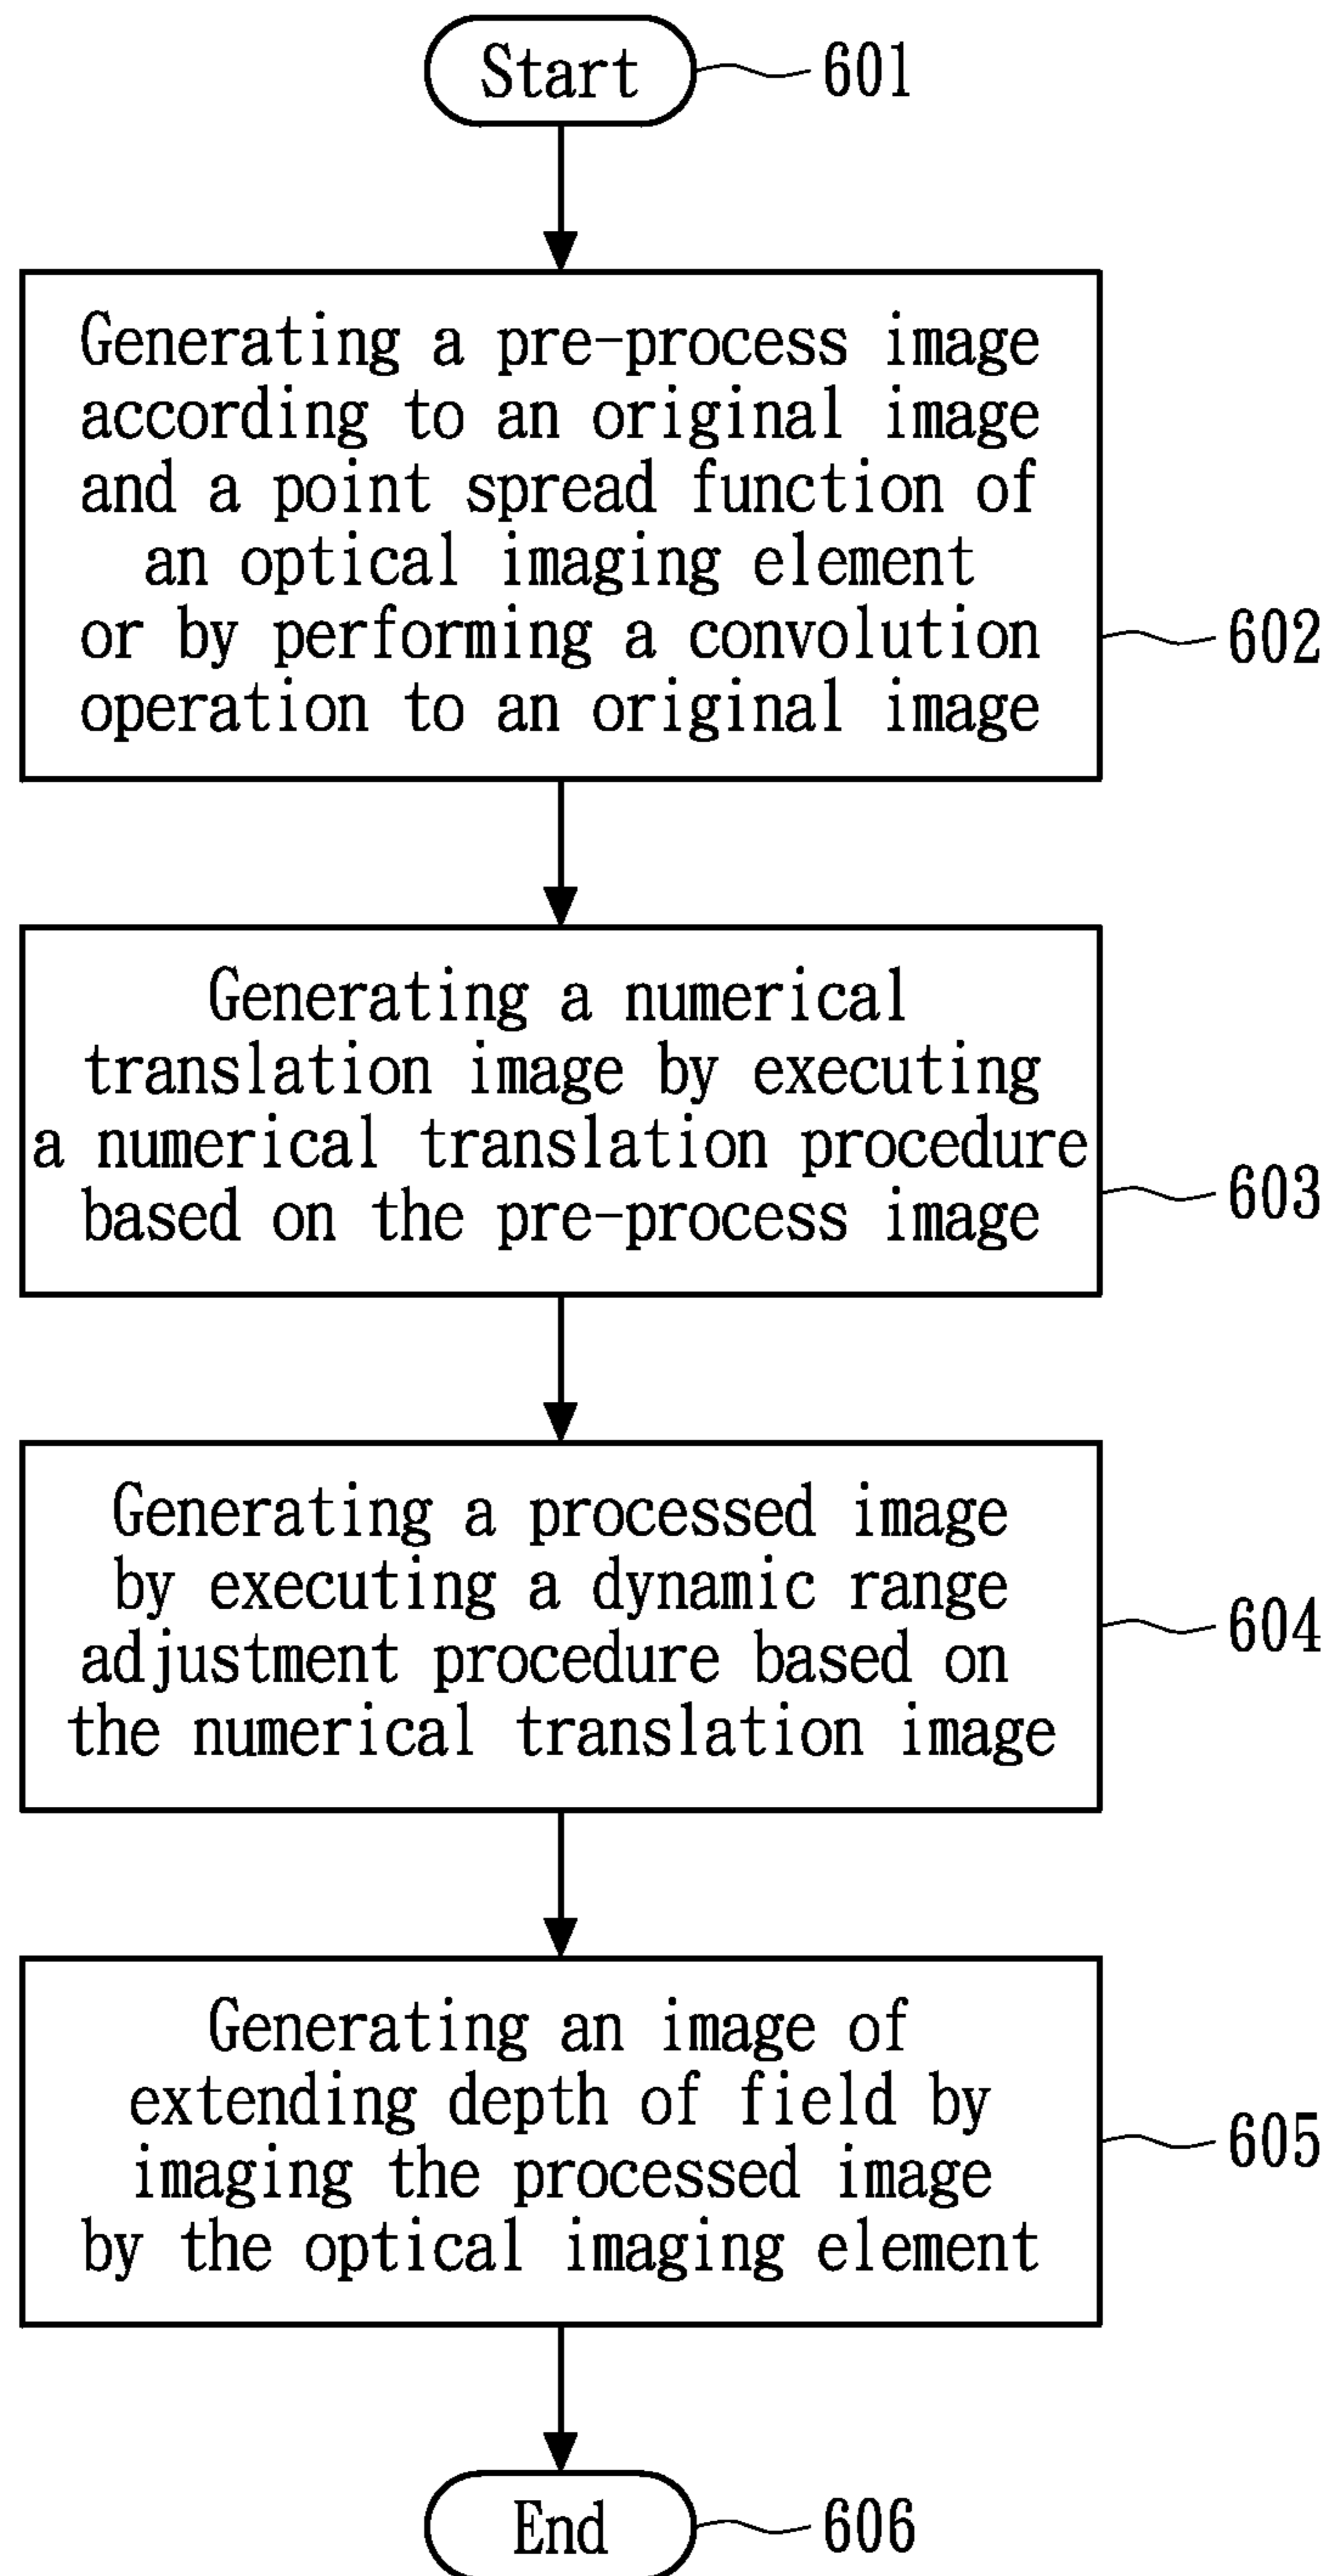 Start
601
Generating a pre-process image
according to an original image
and a point spread function of
an optical imaging element
or by performing a convolution
operation to an original image
602
Generating a numerical
translation image by executing
a numerical translation procedure
based on the pre-process image
603
Generating a processed image
by executing a dynamic range
adjustment procedure based on
the numerical translation image
604
Generating an image of
extending depth of field by
imaging the processed image
by the optical imaging element
605
End
606